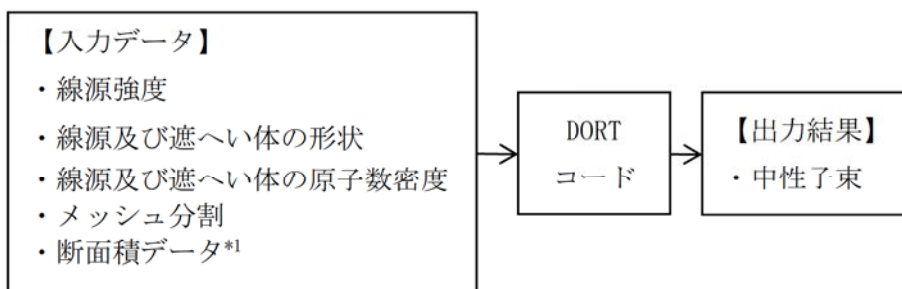 【入力データ】
・線源強度
・線源及び遮へい体の形状
・線源及び遮へい体の原子数密度
・メッシュ分割
・断面積データ*1
DORT
コード
【出力結果】
・中性子束